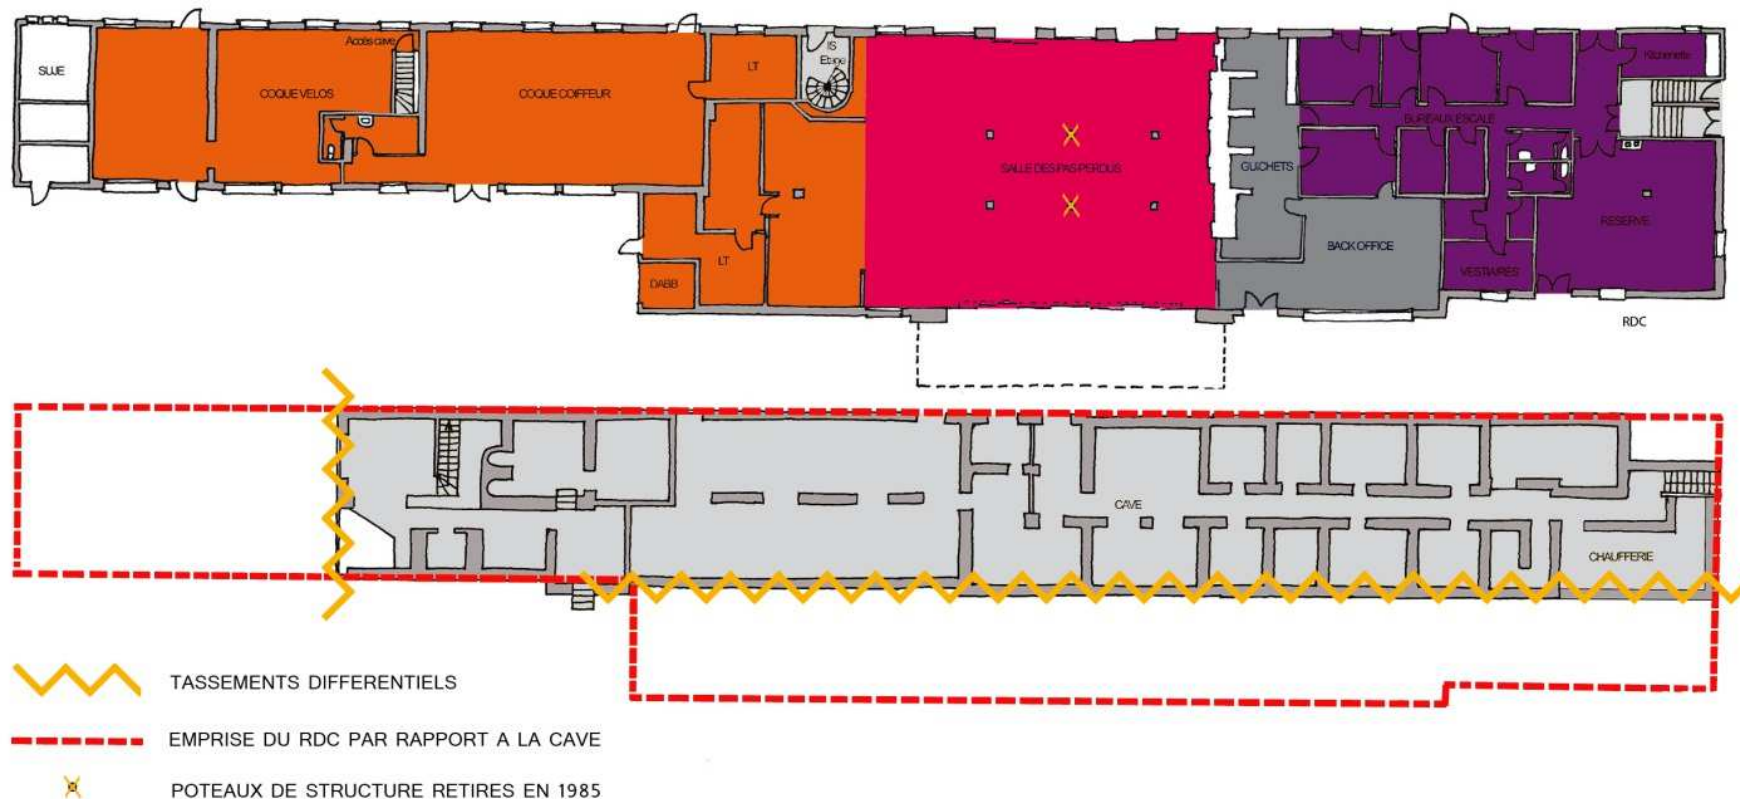 Accès cave
IS
Etage
SUJE
LT
Kitchenette
COQUE VELOS
COQUE COIFFEUR
BUREAUX ESCALE
SALLE DES PAS PERDUS
GUICHETS
RESERVE
BACK OFFICE
LT
VESTIAIRES
DABB
RDC
CAVE
CHAUFFERIE
TASSEMENTS DIFFERENTIELS
EMPRISE DU RDC PAR RAPPORT A LA CAVE
POTEAUX DE STRUCTURE RETIRES EN 1985